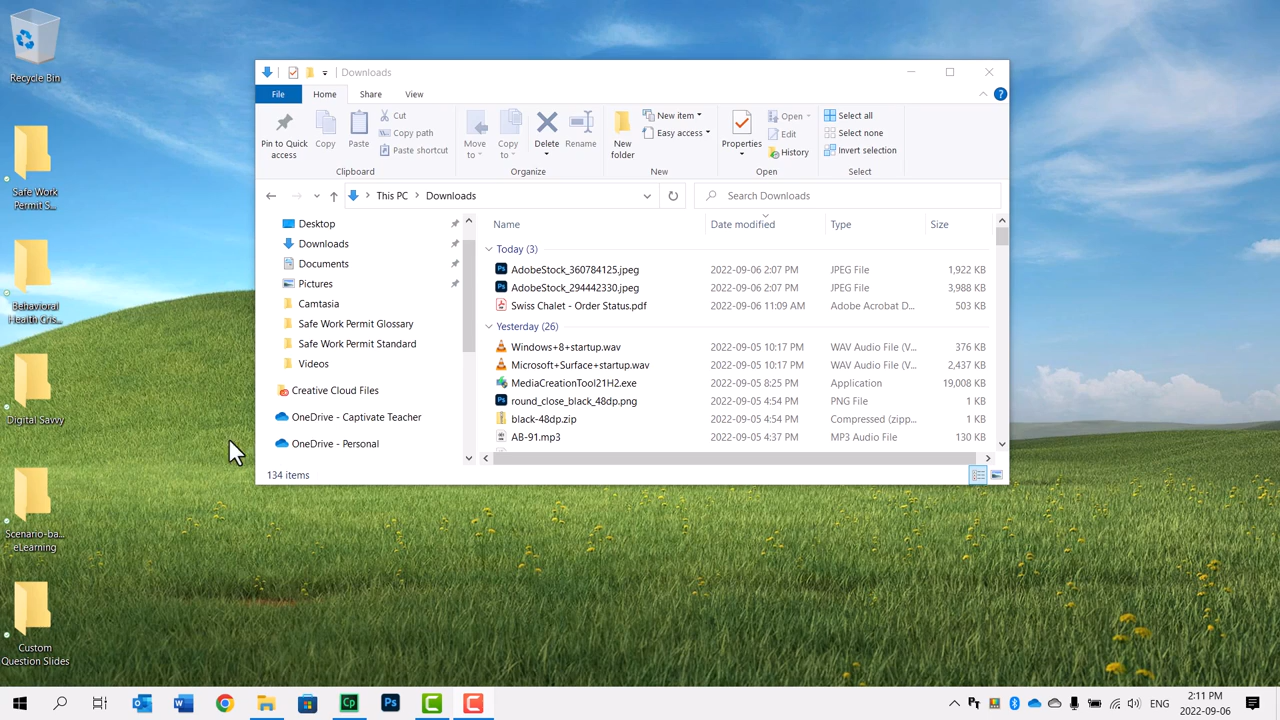 Recycle Bin
Safe Work
Permit S...
Behavioral
Health Cris...
Digital Savvy
Scenario-ba...
eLearning
Custom
Question Slides
Downloads
File
Home
Share
View
?
Pin to Quick
access
Copy
Paste
Cut
Copy path
Paste shortcut
Clipboard
Move
to
Copy
to
Delete
Rename
Organize
New
folder
New item
Easy access
New
Properties
Open
Edit
History
Open
Select all
Select none
Invert selection
Select
This PC
Downloads
Search Downloads
Desktop
Downloads
Documents
Pictures
Camtasia
Safe Work Permit Glossary
Safe Work Permit Standard
Videos
Creative Cloud Files
OneDrive - Captivate Teacher
OneDrive - Personal
Name Date modified Type Size
Today (3)
Ps AdobeStock_360784125.jpeg 2022-09-06 2:07 PM JPEG File 1,922 KB
Ps AdobeStock_294442330.jpeg 2022-09-06 2:07 PM JPEG File 3,988 KB
Swiss Chalet - Order Status.pdf 2022-09-06 11:09 AM Adobe Acrobat D... 503 KB
Yesterday (26)
Windows+8+startup.wav 2022-09-05 10:17 PM WAV Audio File (V... 376 KB
Microsoft+Surface+startup.wav 2022-09-05 10:17 PM WAV Audio File (V... 2,437 KB
MediaCreationTool21H2.exe 2022-09-05 8:25 PM Application 19,008 KB
Ps round_close_black_48dp.png 2022-09-05 4:54 PM PNG File 1 KB
black-48dp.zip 2022-09-05 4:54 PM Compressed (zipp... 1 KB
AB-91.mp3 2022-09-05 4:37 PM MP3 Audio File 130 KB
134 items
W
Cp
Ps
C
C
ENG
2:11 PM
2022-09-06